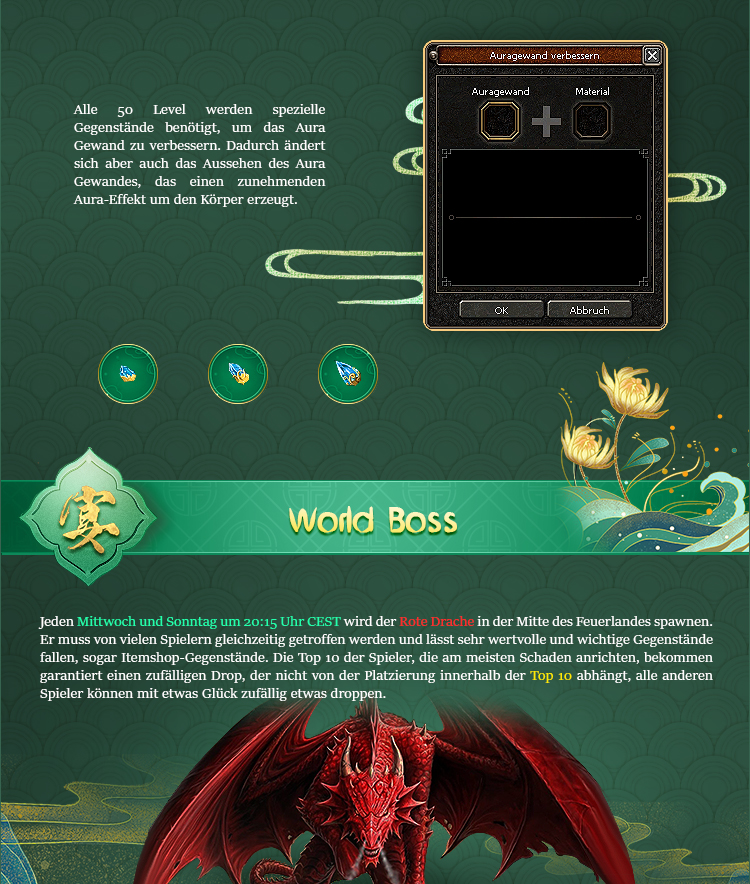 Auragewand verbessern
Auragewand
Material
Alle 50 Level werden spezielle
Gegenstände benötigt, um das Aura
Gewand zu verbessern. Dadurch ändert
sich aber auch das Aussehen des Aura
Gewandes, das einen zunehmenden
Aura-Effekt um den Körper erzeugt.
OK
Abbruch
宴
World Boss
Jeden Mittwoch und Sonntag um 20:15 Uhr CEST wird der Rote Drache in der Mitte des Feuerlandes spawnen.
Er muss von vielen Spielern gleichzeitig getroffen werden und lässt sehr wertvolle und wichtige Gegenstände
fallen, sogar Itemshop-Gegenstände. Die Top 10 der Spieler, die am meisten Schaden anrichten, bekommen
garantiert einen zufälligen Drop, der nicht von der Platzierung innerhalb der Top 10 abhängt, alle anderen
Spieler können mit etwas Glück zufällig etwas droppen.